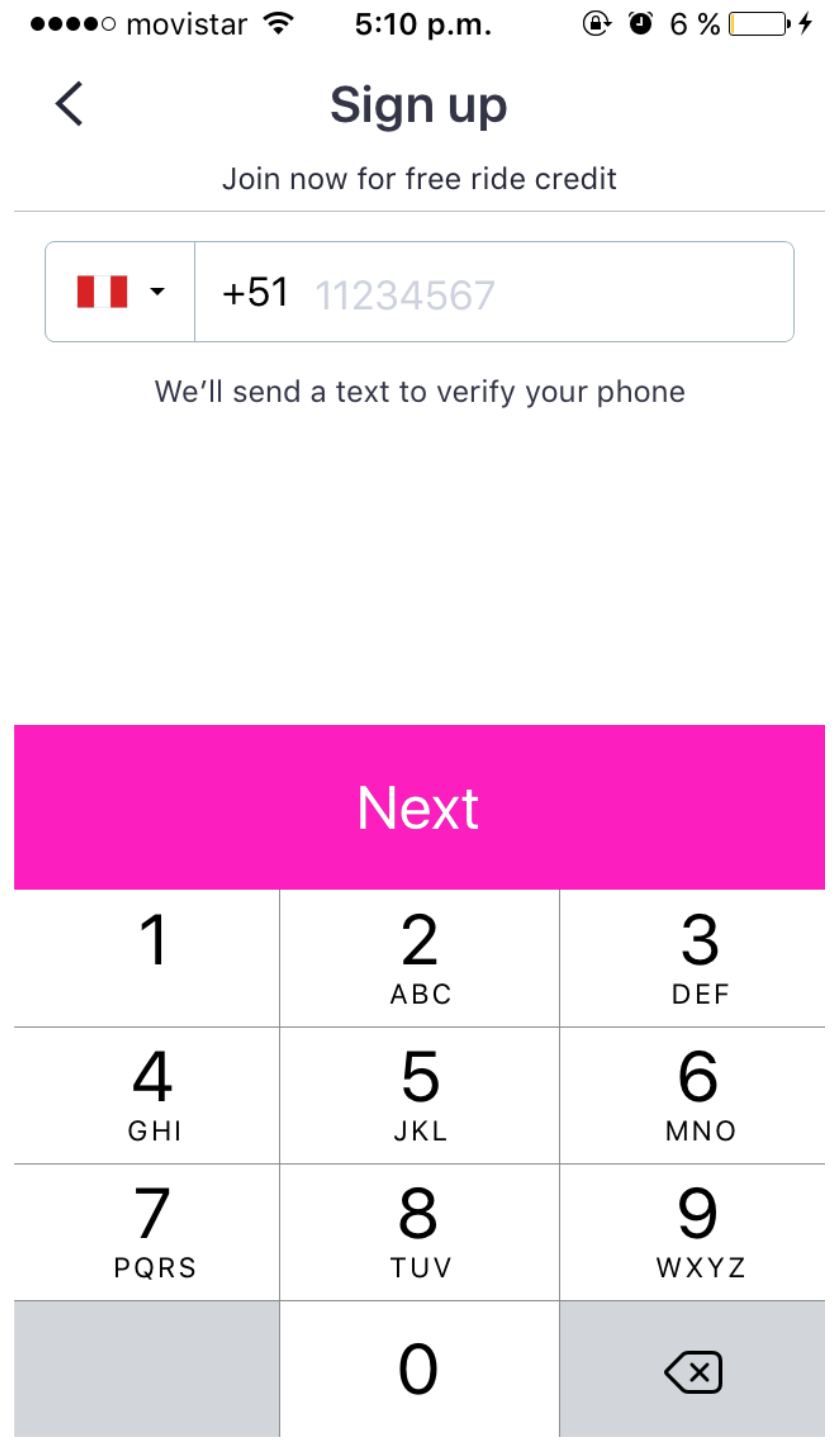 movistar 5:10 p.m. 6 %
Sign up
Join now for free ride credit
+51 11234567
We’ll send a text to verify your phone
Next
1 2 3
ABC DEF
4 5 6
GHI JKL MNO
7 8 9
PQRS TUV WXYZ
0